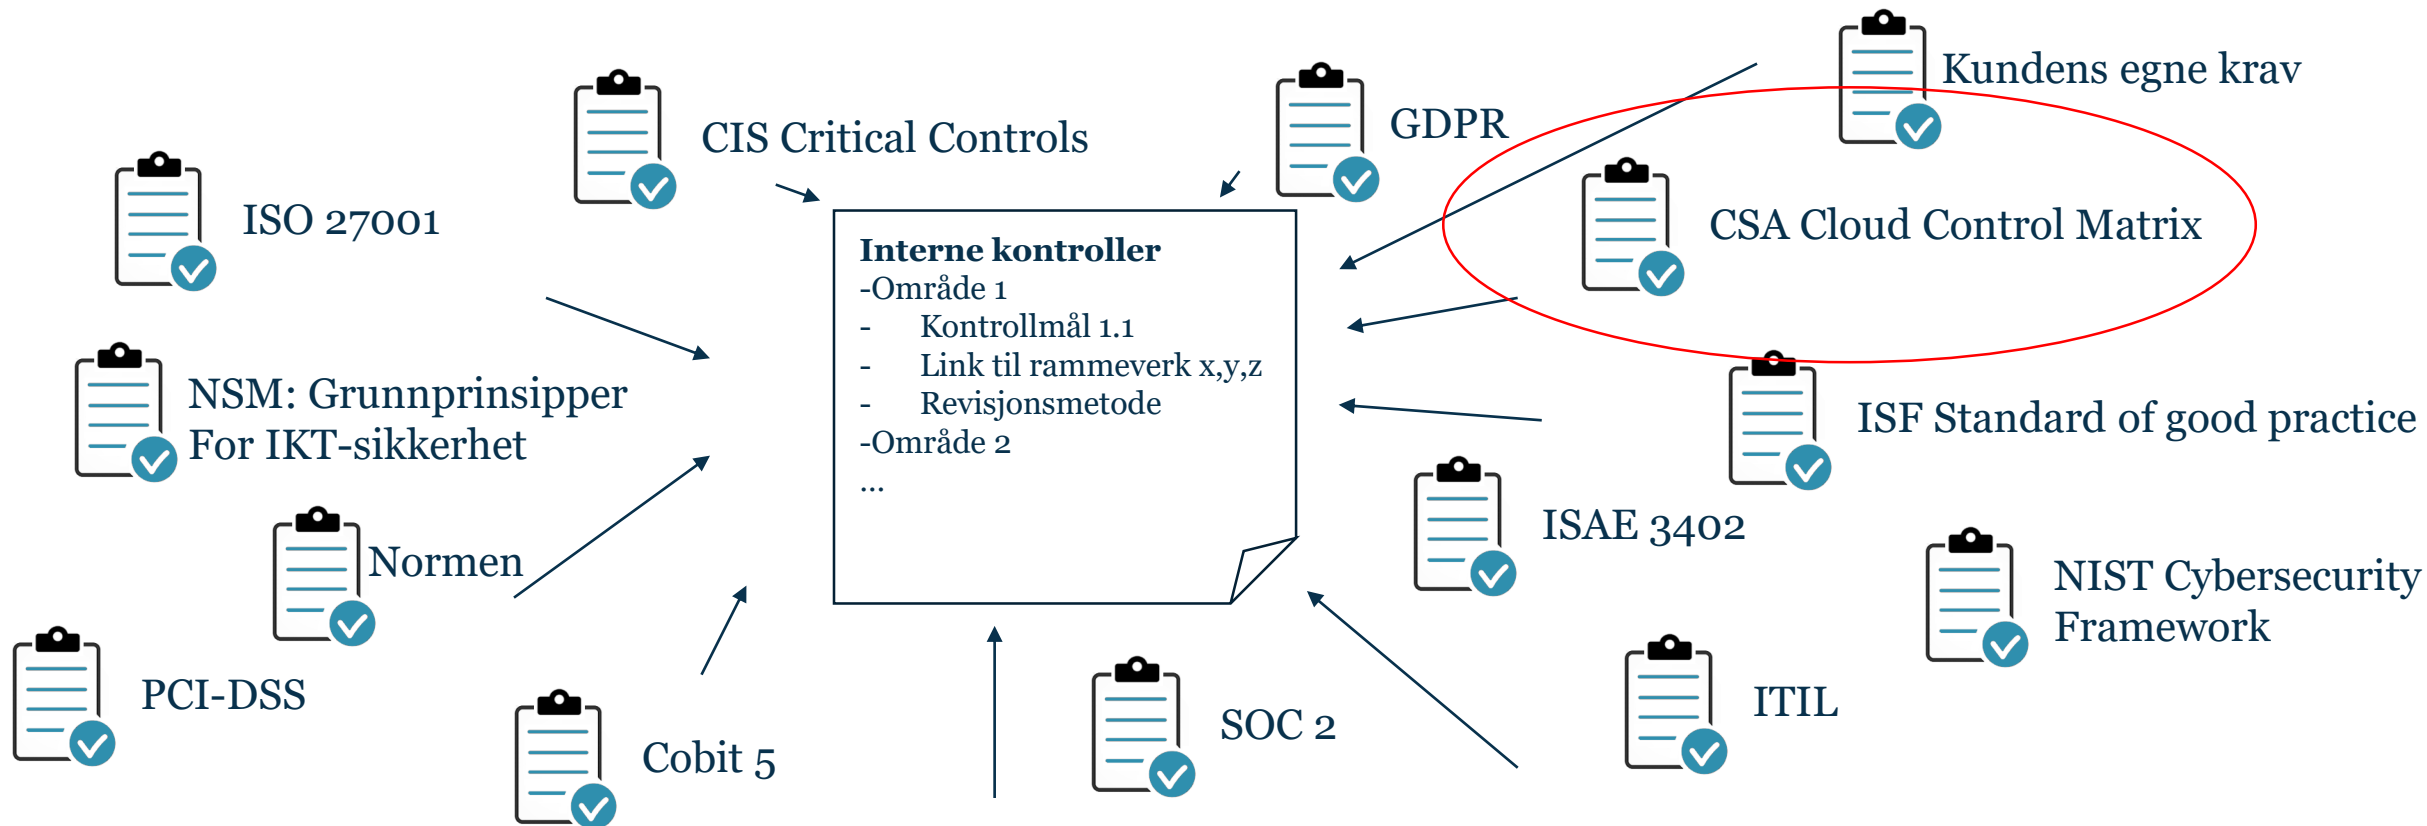 Kundens egne krav
CIS Critical Controls
GDPR
ISO 27001
CSA Cloud Control Matrix
Interne kontroller
-Område 1
- Kontrollmål 1.1
- Link til rammeverk x,y,z
- Revisjonsmetode
-Område 2
...
NSM: Grunnprinsipper
For IKT-sikkerhet
ISF Standard of good practice
ISAE 3402
Normen
NIST Cybersecurity
Framework
PCI-DSS
Cobit 5
SOC 2
ITIL